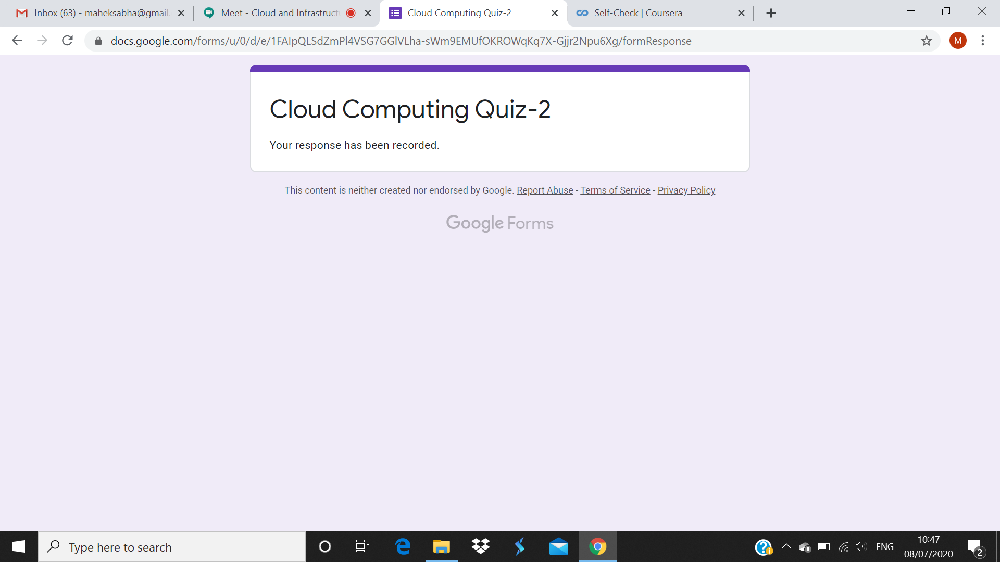 Inbox (63) - maheksabha@gmail.
Meet - Cloud and Infrastruct
Cloud Computing Quiz-2
Self-Check | Coursera
docs.google.com/forms/u/0/d/e/1FAIpQLSdZmPl4VSG7GGlVLha-sWm9EMUfOKROWqKq7X-Gjjr2Npu6Xg/formResponse
M
Cloud Computing Quiz-2
Your response has been recorded.
This content is neither created nor endorsed by Google. Report Abuse - Terms of Service - Privacy Policy
Google Forms
Type here to search
ENG
10:47
08/07/2020
2